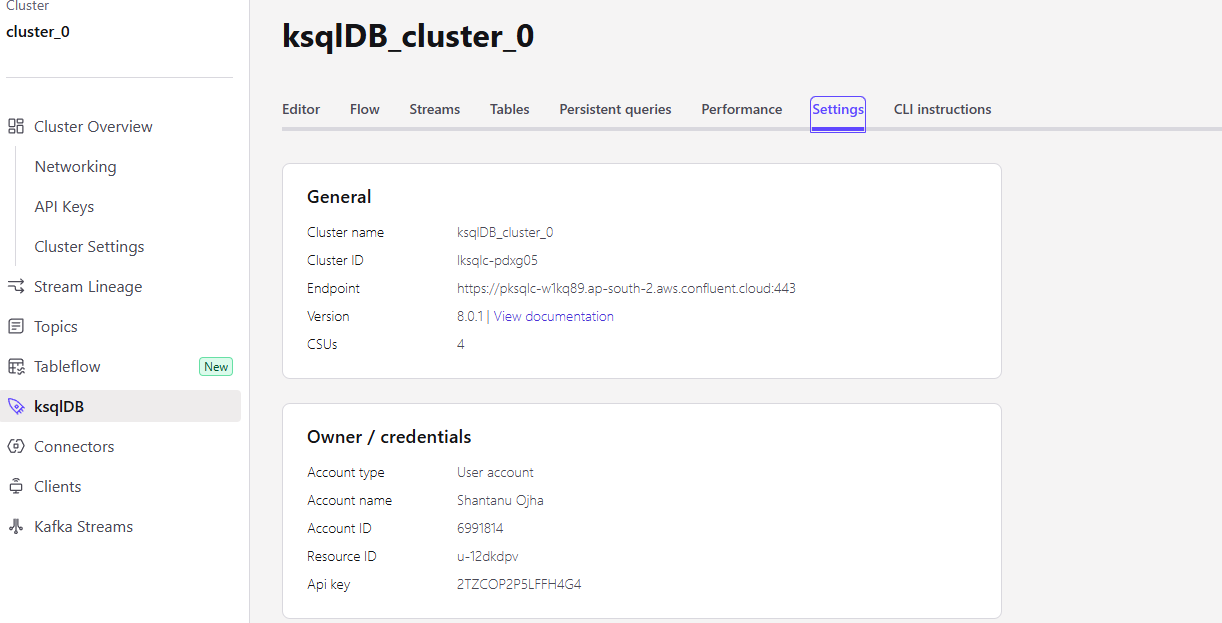 Cluster
cluster_0
Cluster Overview
Networking
API Keys
Cluster Settings
Stream Lineage
Topics
Tableflow New
ksqlDB
Connectors
Clients
Kafka Streams
ksqlDB_cluster_0
Editor Flow Streams Tables Persistent queries Performance Settings CLI instructions
General
Cluster name ksqlDB_cluster_0
Cluster ID lksqlc-pdxg05
Endpoint https://pksqlc-w1kq89.ap-south-2.aws.confluent.cloud:443
Version 8.0.1 | View documentation
CSUs 4
Owner / credentials
Account type User account
Account name Shantanu Ojha
Account ID 6991814
Resource ID u-12dkdpv
Api key 2TZCOP2P5LFFH4G4